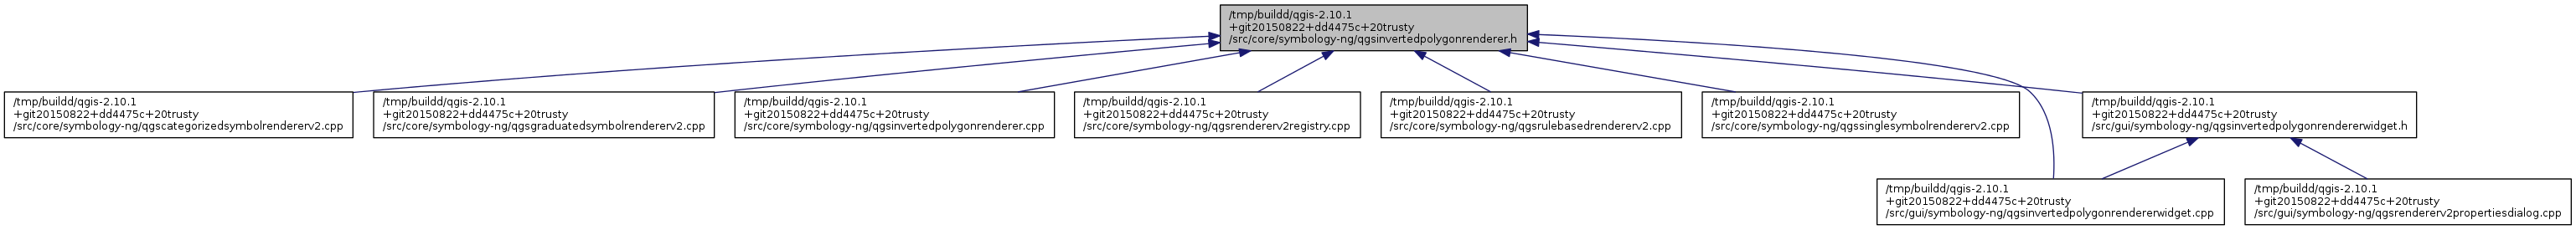 /tmp/buildd/qgis-2.10.1
+git20150822+dd4475c+20trusty
/src/core/symbology-ng/qgsinvertedpolygonrenderer.h
/tmp/buildd/qgis-2.10.1
+git20150822+dd4475c+20trusty
/src/core/symbology-ng/qgscategorizedsymbolrendererv2.cpp
/tmp/buildd/qgis-2.10.1
+git20150822+dd4475c+20trusty
/src/core/symbology-ng/qgsgraduatedsymbolrendererv2.cpp
/tmp/buildd/qgis-2.10.1
+git20150822+dd4475c+20trusty
/src/core/symbology-ng/qgsinvertedpolygonrenderer.cpp
/tmp/buildd/qgis-2.10.1
+git20150822+dd4475c+20trusty
/src/core/symbology-ng/qgsrendererv2registry.cpp
/tmp/buildd/qgis-2.10.1
+git20150822+dd4475c+20trusty
/src/core/symbology-ng/qgsrulebasedrendererv2.cpp
/tmp/buildd/qgis-2.10.1
+git20150822+dd4475c+20trusty
/src/core/symbology-ng/qgssinglesymbolrendererv2.cpp
/tmp/buildd/qgis-2.10.1
+git20150822+dd4475c+20trusty
/src/gui/symbology-ng/qgsinvertedpolygonrendererwidget.h
/tmp/buildd/qgis-2.10.1
+git20150822+dd4475c+20trusty
/src/gui/symbology-ng/qgsinvertedpolygonrendererwidget.cpp
/tmp/buildd/qgis-2.10.1
+git20150822+dd4475c+20trusty
/src/gui/symbology-ng/qgsrendererv2propertiesdialog.cpp